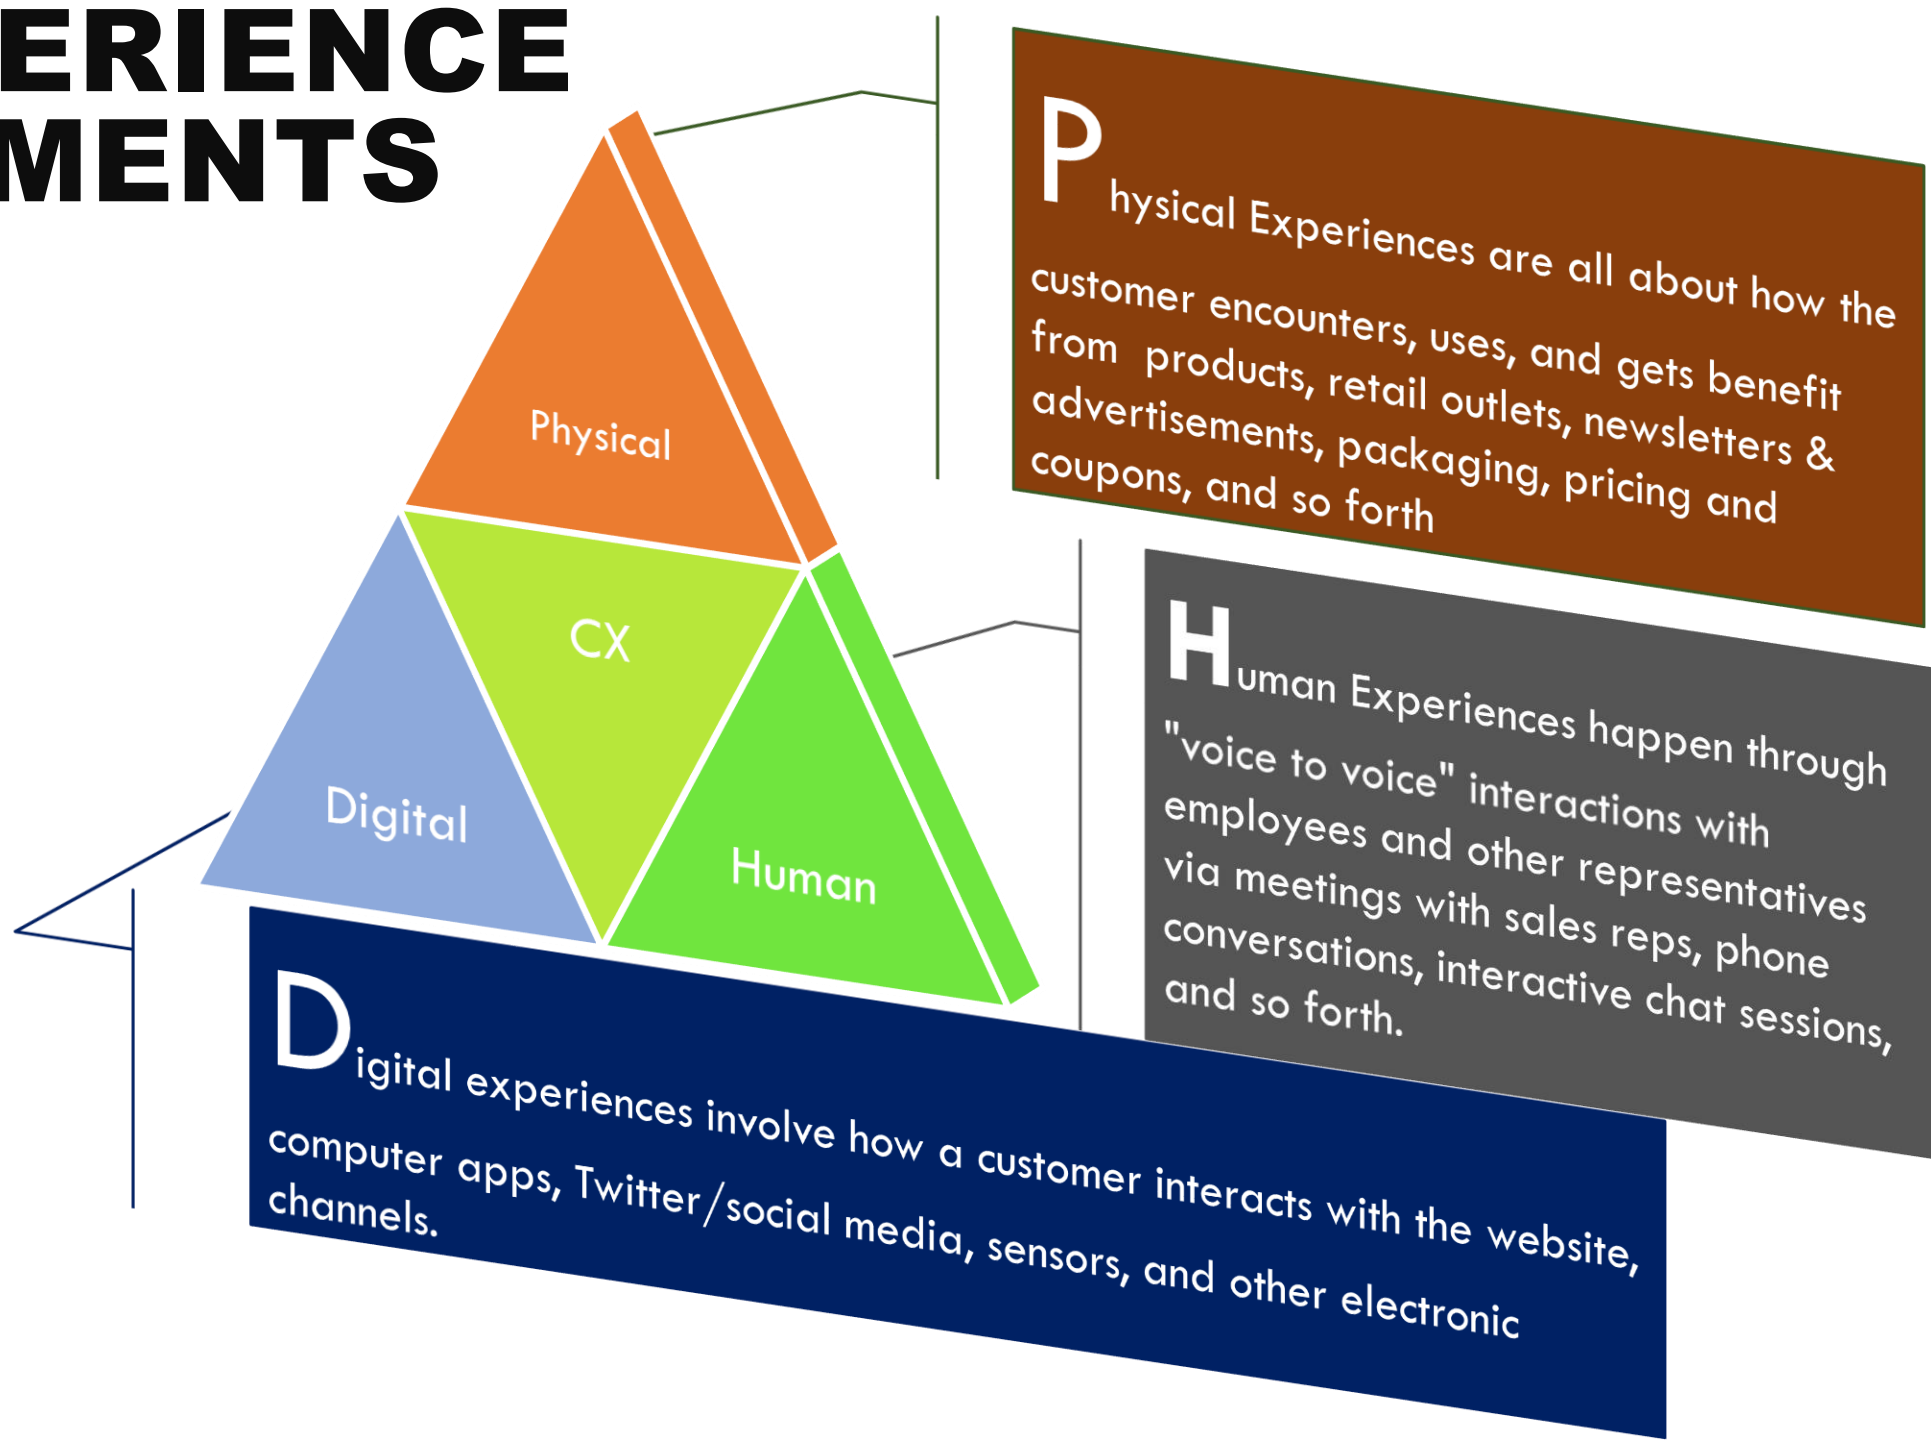 ERIENCE
MENTS
Physical
CX
Digital
Human
Physical Experiences are all about how the
customer encounters, uses, and gets benefit
from products, retail outlets, newsletters &
advertisements, packaging, pricing and
coupons, and so forth
Human Experiences happen through
"voice to voice" interactions with
employees and other representatives
via meetings with sales reps, phone
conversations, interactive chat sessions,
and so forth.
Digital experiences involve how a customer interacts with the website,
computer apps, Twitter/social media, sensors, and other electronic
channels.